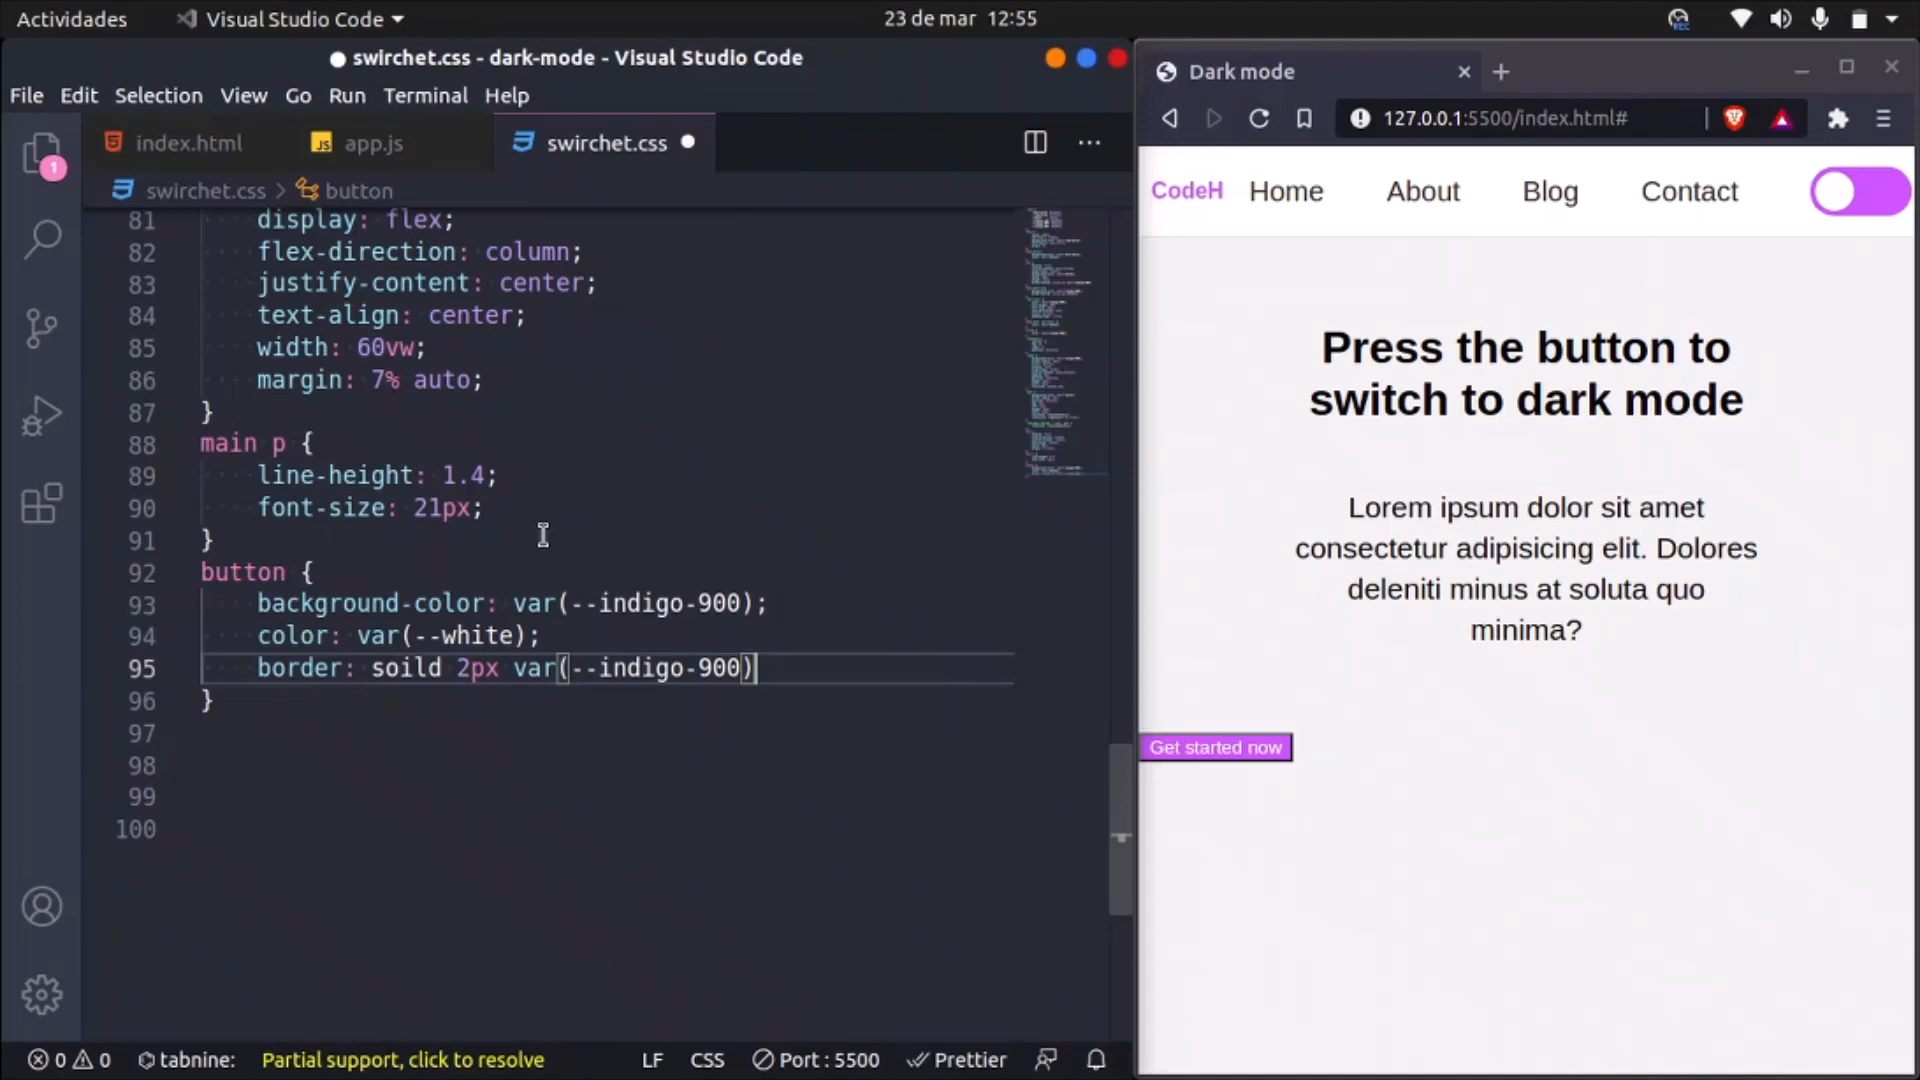 Actividades
Visual Studio Code
23 de mar 12:55
REC
swirchet.css - dark-mode - Visual Studio Code
File Edit Selection View Go Run Terminal Help
index.html
JS app.js
swirchet.css
swirchet.css > button
1
81 display: flex;
82 flex-direction: column;
83 justify-content: center;
84 text-align: center;
85 width: 60vw;
86 margin: 7% auto;
87 }
88 main p {
89 line-height: 1.4;
90 font-size: 21px;
91 }
92 button {
93 background-color: var(--indigo-900);
94 color: var(--white);
95 border: soild 2px var(--indigo-900)
96 }
97
98
99
100
0 0 tabnine: Partial support, click to resolve LF CSS Port : 5500 Prettier
Dark mode
127.0.0.1:5500/index.html#
CodeH Home About Blog Contact
Press the button to
switch to dark mode
Lorem ipsum dolor sit amet
consectetur adipisicing elit. Dolores
deleniti minus at soluta quo
minima?
Get started now